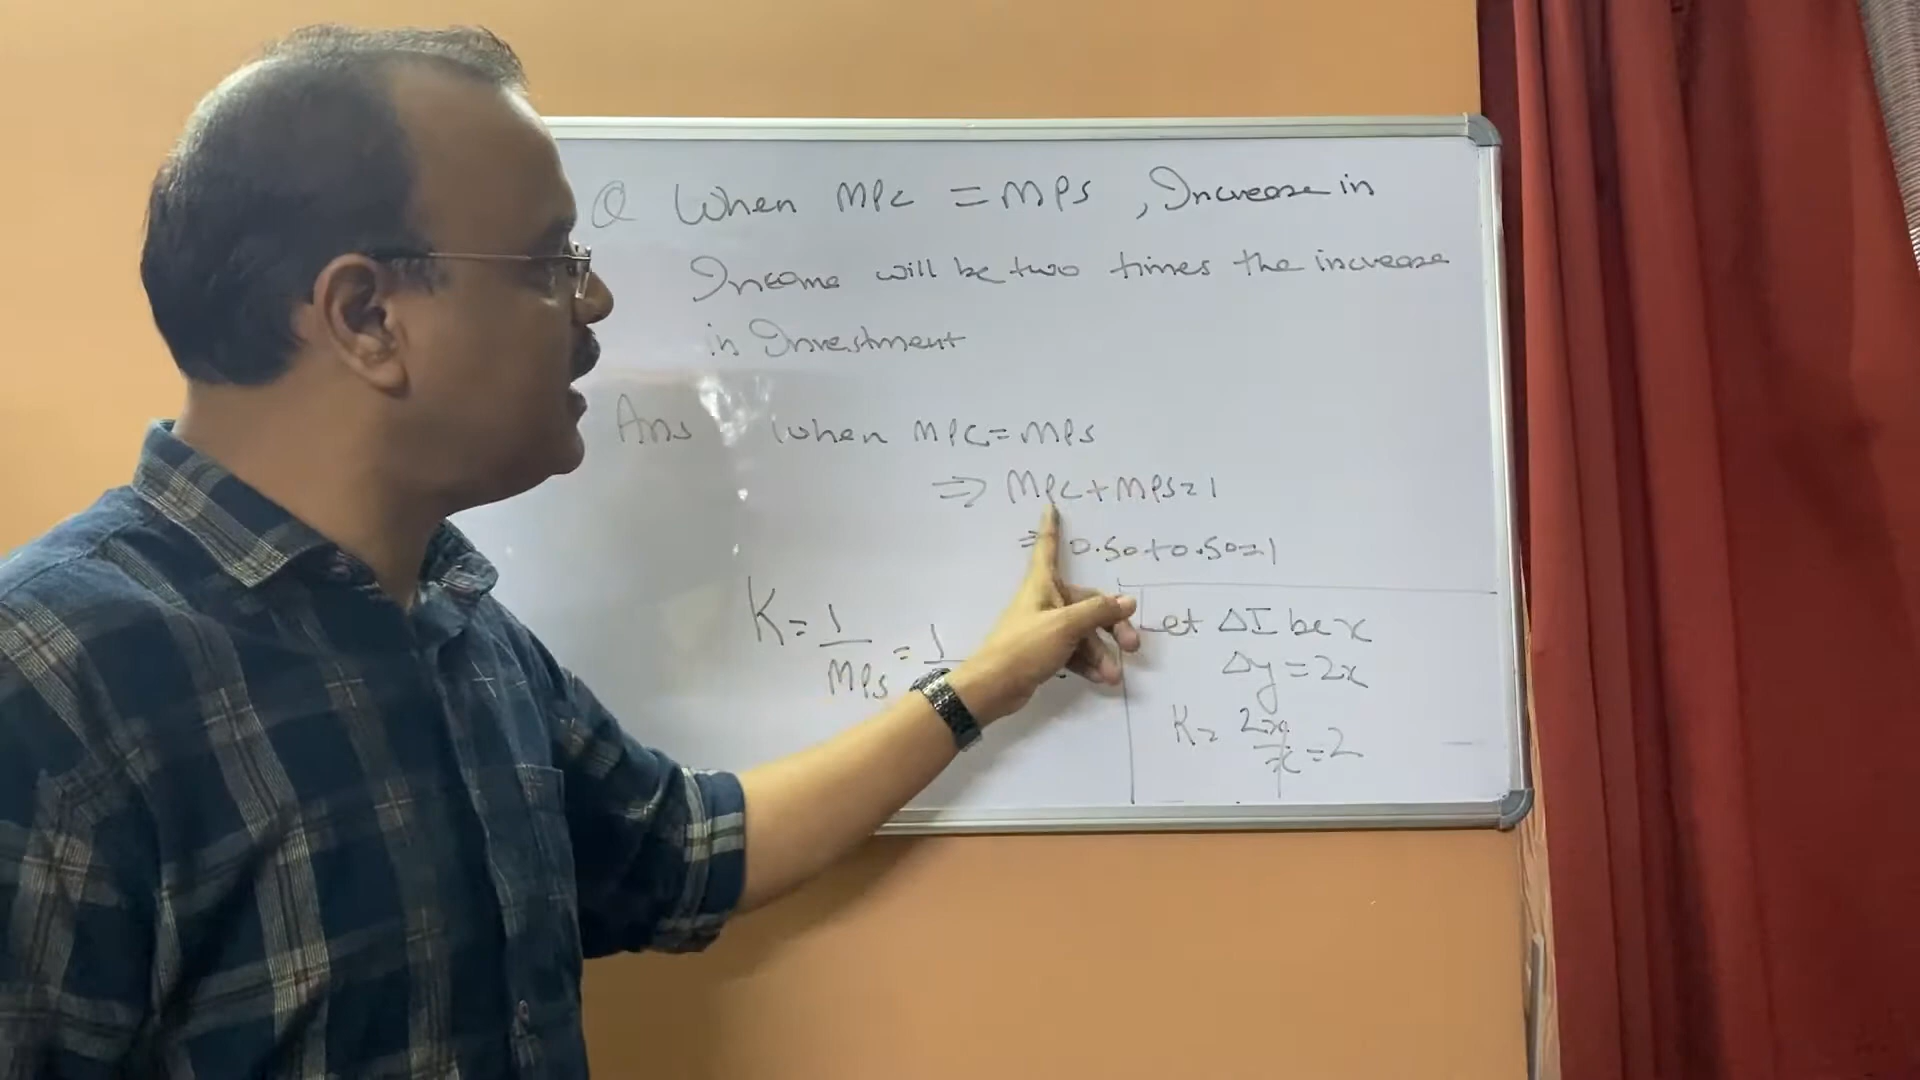 Q When MPC = MPS, Increase in
Income will be two times the increase
in Investment
Ans When MPC = MPS
⇒ MPC + MPS = 1
⇒ 0.50 + 0.50 = 1
K = 1/MPS = 1
Let ΔI be x
Δy = 2x
K = 2x/x = 2